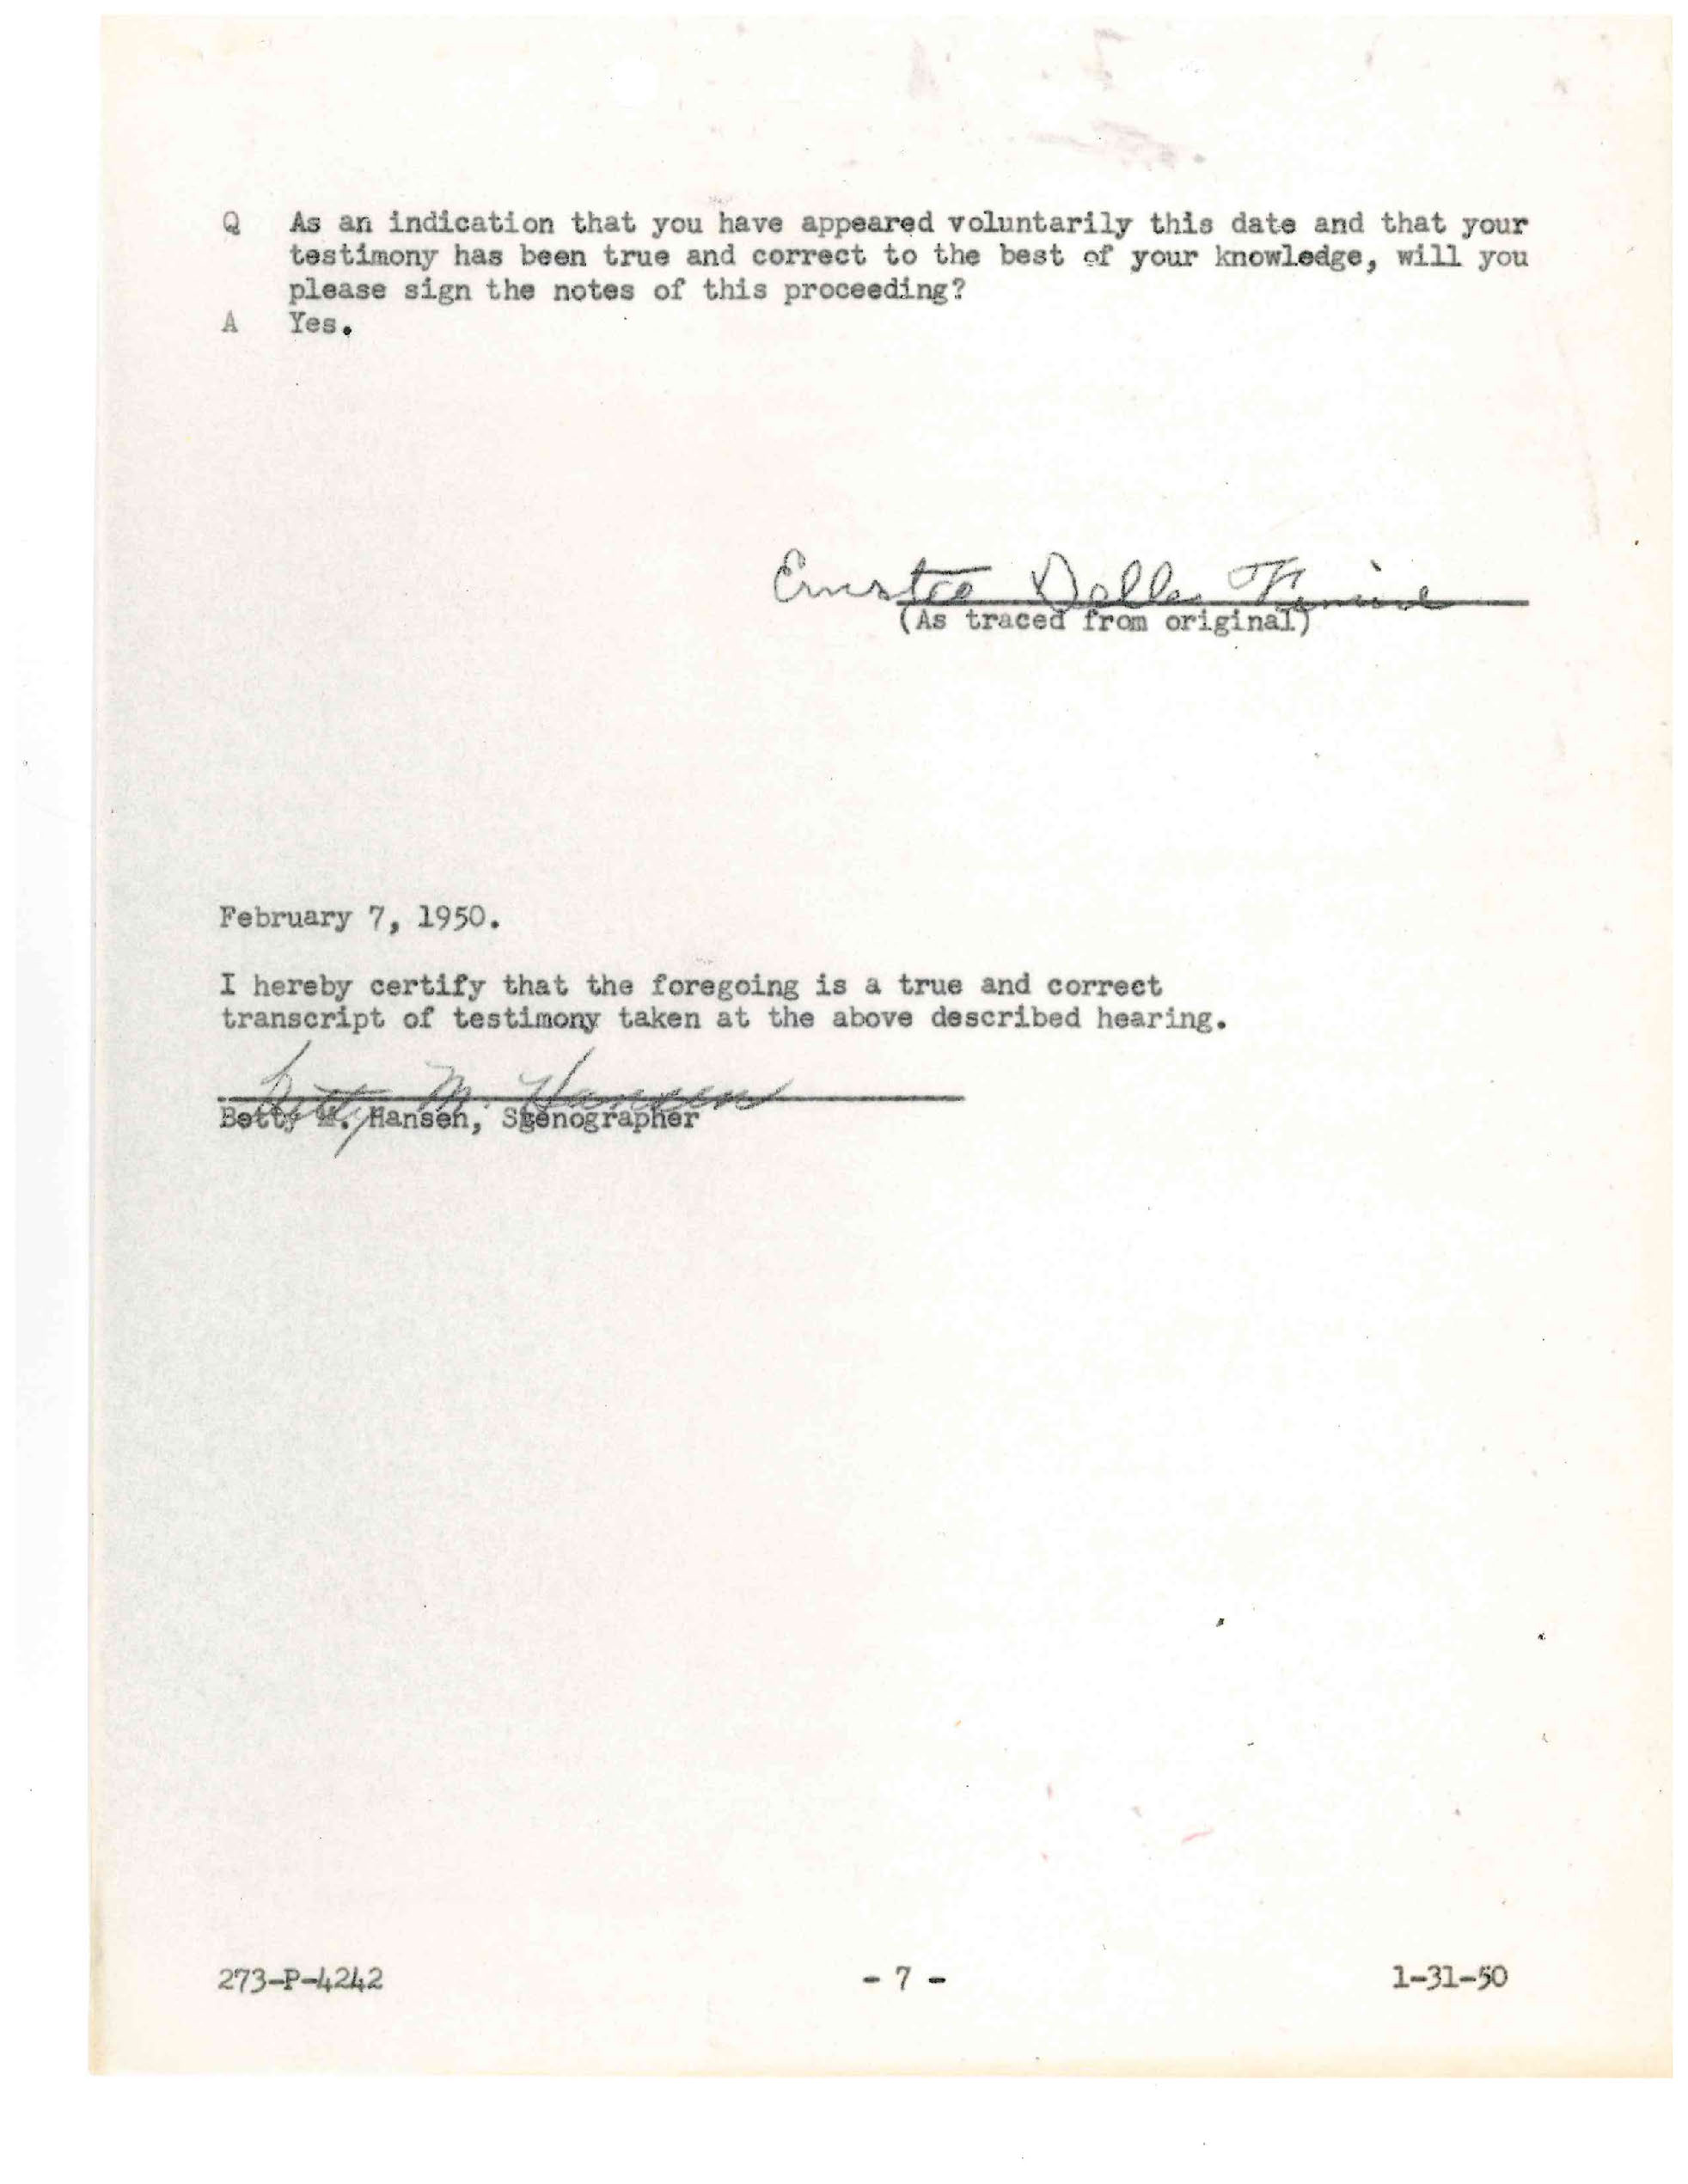 Q As an indication that you have appeared voluntarily this date and that your
testimony has been true and correct to the best of your knowledge, will you
please sign the notes of this proceeding?
A Yes.
Della
(As traced from original)
February 7, 1950.
I hereby certify that the foregoing is a true and correct
transcript of testimony taken at the above described hearing.
Betty M. Hansen
Betty M. Hansen, Stenographer
273-P-4242 - 7 - 1-31-50